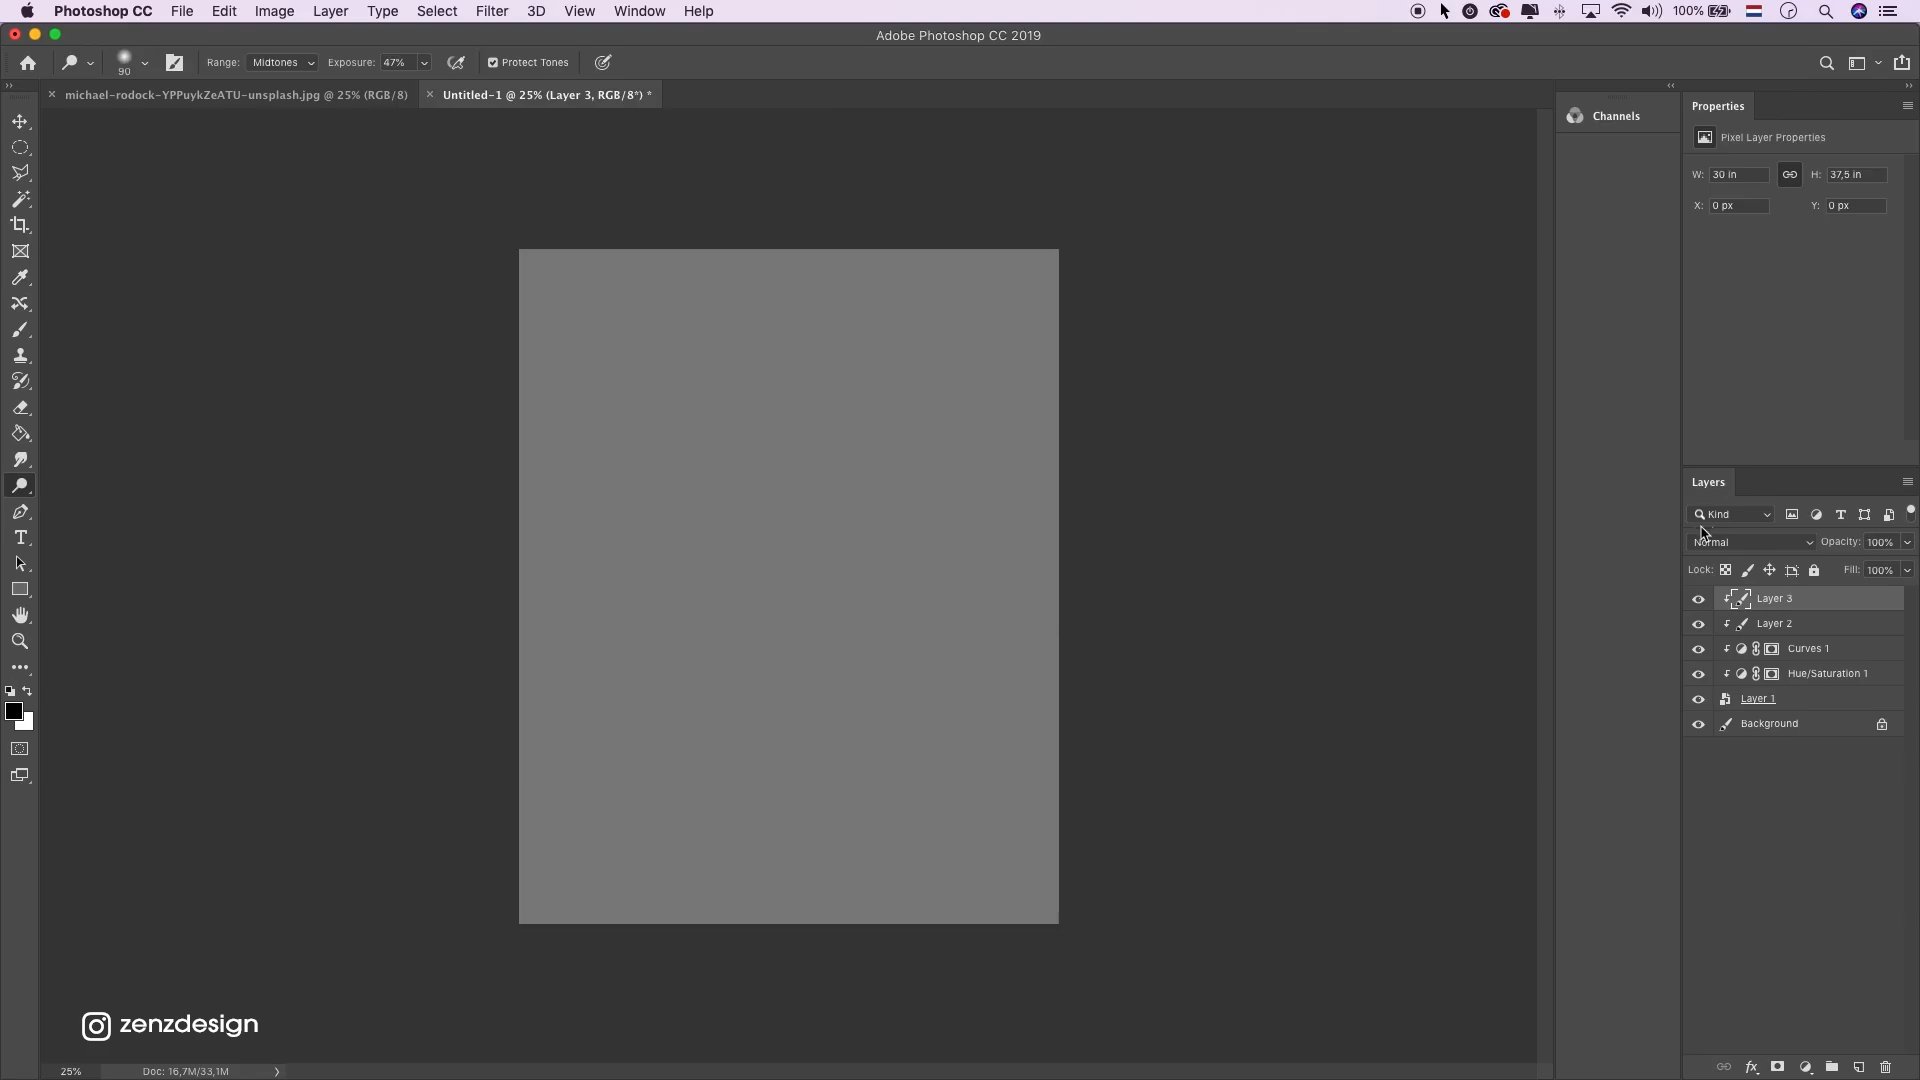 Photoshop CC File Edit Image Layer Type Select Filter 3D View Window Help 100%
Adobe Photoshop CC 2019
90 Range: Midtones Exposure: 47% Protect Tones
michael-rodock-YPPuykZeATU-unsplash.jpg @ 25% (RGB/8) Untitled-1 @ 25% (Layer 3, RGB/8*) *
Channels
Properties
Pixel Layer Properties
W: 30 in H: 37,5 in
X: 0 px Y: 0 px
Layers
Kind
Normal Opacity: 100%
Lock: Fill: 100%
Layer 3
Layer 2
Curves 1
Hue/Saturation 1
Layer 1
Background
zenzdesign
25% Doc: 16,7M/33,1M